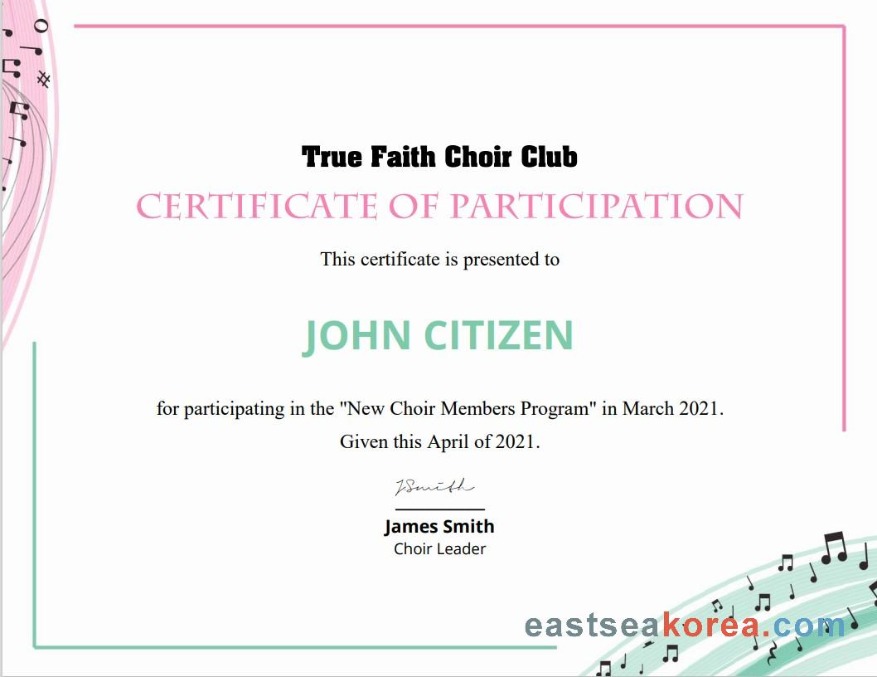 True Faith Choir Club
CERTIFICATE OF PARTICIPATION
This certificate is presented to
JOHN CITIZEN
for participating in the "New Choir Members Program" in March 2021.
Given this April of 2021.
JSmith
James Smith
Choir Leader
eastseakorea.com